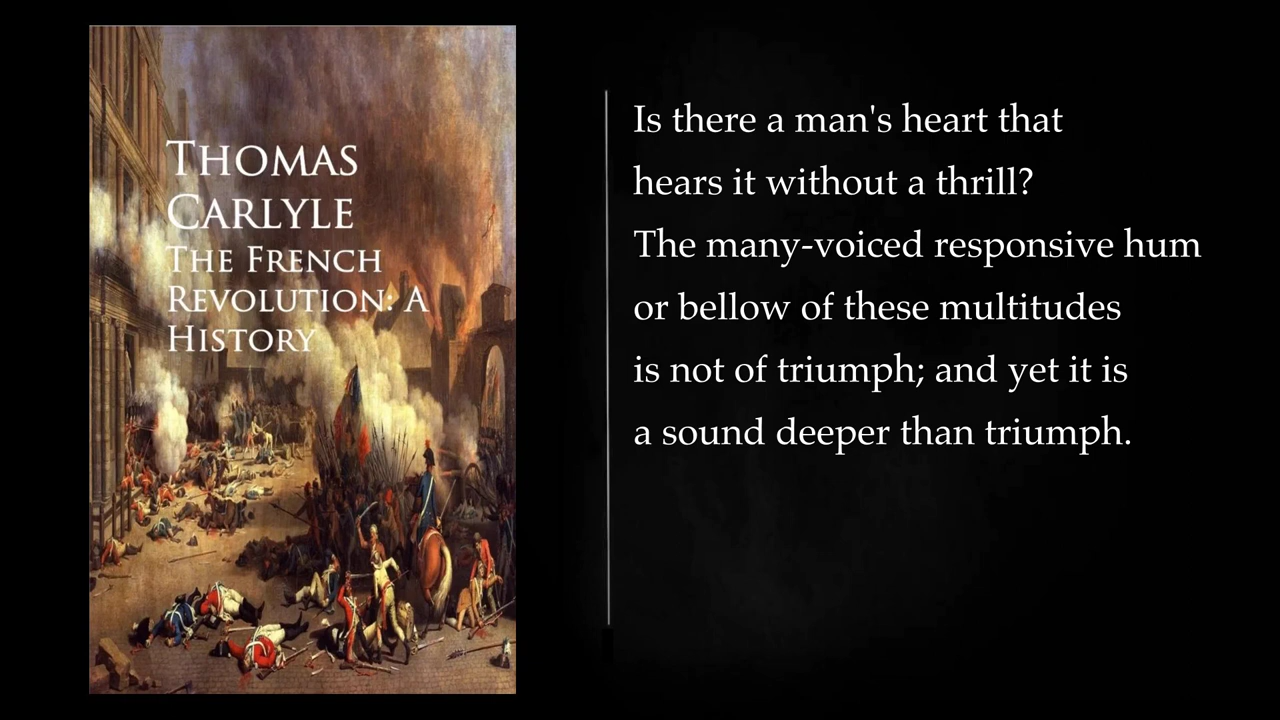 THOMAS
CARLYLE
THE FRENCH
REVOLUTION: A
HISTORY
Is there a man's heart that
hears it without a thrill?
The many-voiced responsive hum
or bellow of these multitudes
is not of triumph; and yet it is
a sound deeper than triumph.